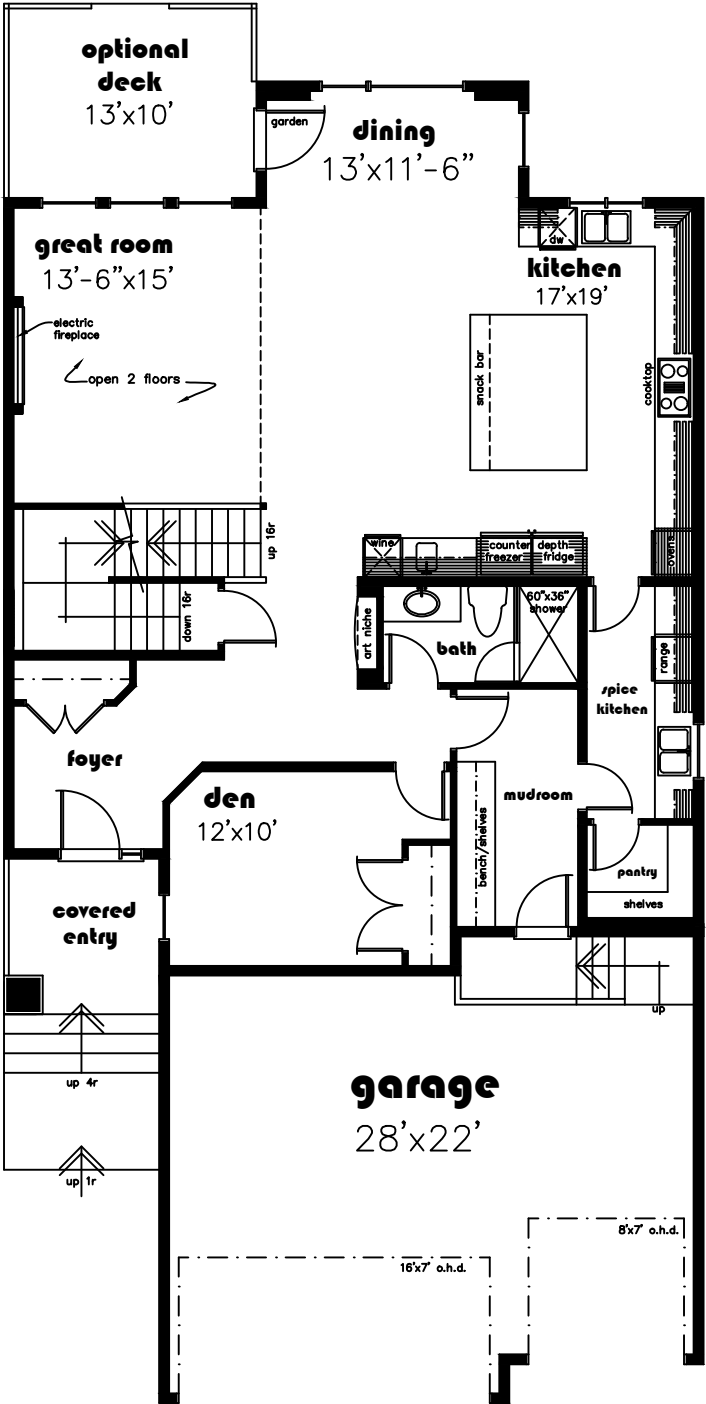 optional
deck
13'x10'
garden
dining
13'x11'-6"
great room
13'-6"x15'
dw
kitchen
17'x19'
electric
fireplace
open 2 floors
snack bar
cooktop
up 16r
wine
counter depth
freezer fridge
ovens
down 16r
art niche
60"x36"
shower
bath
range
spice
kitchen
foyer
den
12'x10'
mudroom
bench/shelves
pantry
shelves
covered
entry
up
up 4r
garage
28'x22'
up 1r
8'x7' o.h.d.
16'x7' o.h.d.